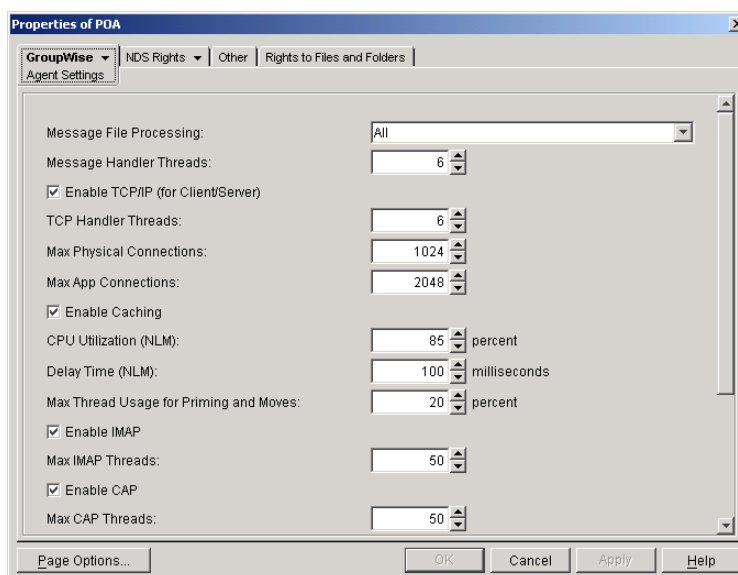 Properties of POA
GroupWise NDS Rights Other Rights to Files and Folders
Agent Settings
Message File Processing: All
Message Handler Threads: 6
Enable TCP/IP (for Client/Server)
TCP Handler Threads: 6
Max Physical Connections: 1024
Max App Connections: 2048
Enable Caching
CPU Utilization (NLM): 85 percent
Delay Time (NLM): 100 milliseconds
Max Thread Usage for Priming and Moves: 20 percent
Enable IMAP
Max IMAP Threads: 50
Enable CAP
Max CAP Threads: 50
Page Options... OK Cancel Apply Help